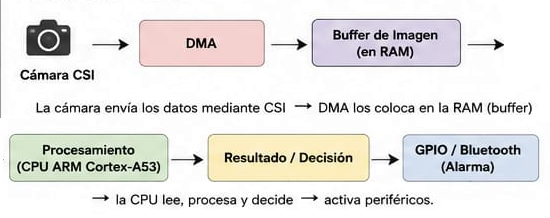 DMA
Buffer de Imagen
(en RAM)
Cámara CSI
La cámara envía los datos mediante CSI → DMA los coloca en la RAM (buffer)
Procesamiento
(CPU ARM Cortex-A53)
Resultado / Decisión
GPIO / Bluetooth
(Alarma)
→ la CPU lee, procesa y decide → activa periféricos.